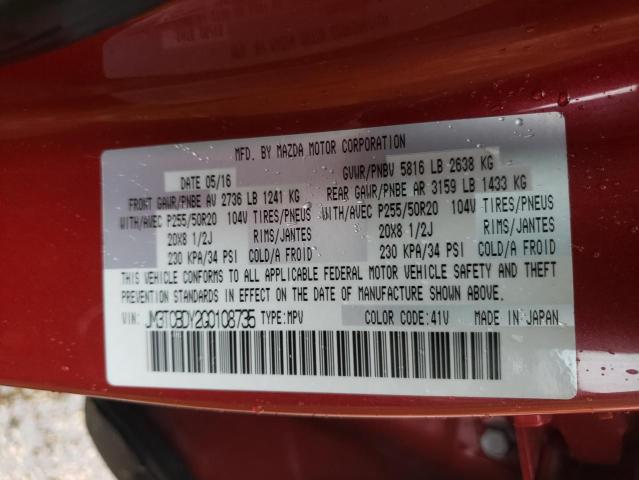 MFD. BY MAZDA MOTOR CORPORATION
DATE 05/16
GVWR/PNBV 5816 LB 2638 KG
FRONT GAWR/PNBE AV 2736 LB 1241 KG
REAR GAWR/PNBE AR 3159 LB 1433 KG
WITH/AVEC P255/50R20 104V TIRES/PNEUS
WITH/AVEC P255/50R20 104V TIRES/PNEUS
20X8 1/2J RIMS/JANTES
20X8 1/2J RIMS/JANTES
230 KPA/34 PSI COLD/A FROID
230 KPA/34 PSI COLD/A FROID
THIS VEHICLE CONFORMS TO ALL APPLICABLE FEDERAL MOTOR VEHICLE SAFETY AND THEFT
PREVENTION STANDARDS IN EFFECT ON THE DATE OF MANUFACTURE SHOWN ABOVE.
VIN: JM3TCBDY2G0108735 TYPE:MPV COLOR CODE:41V MADE IN JAPAN